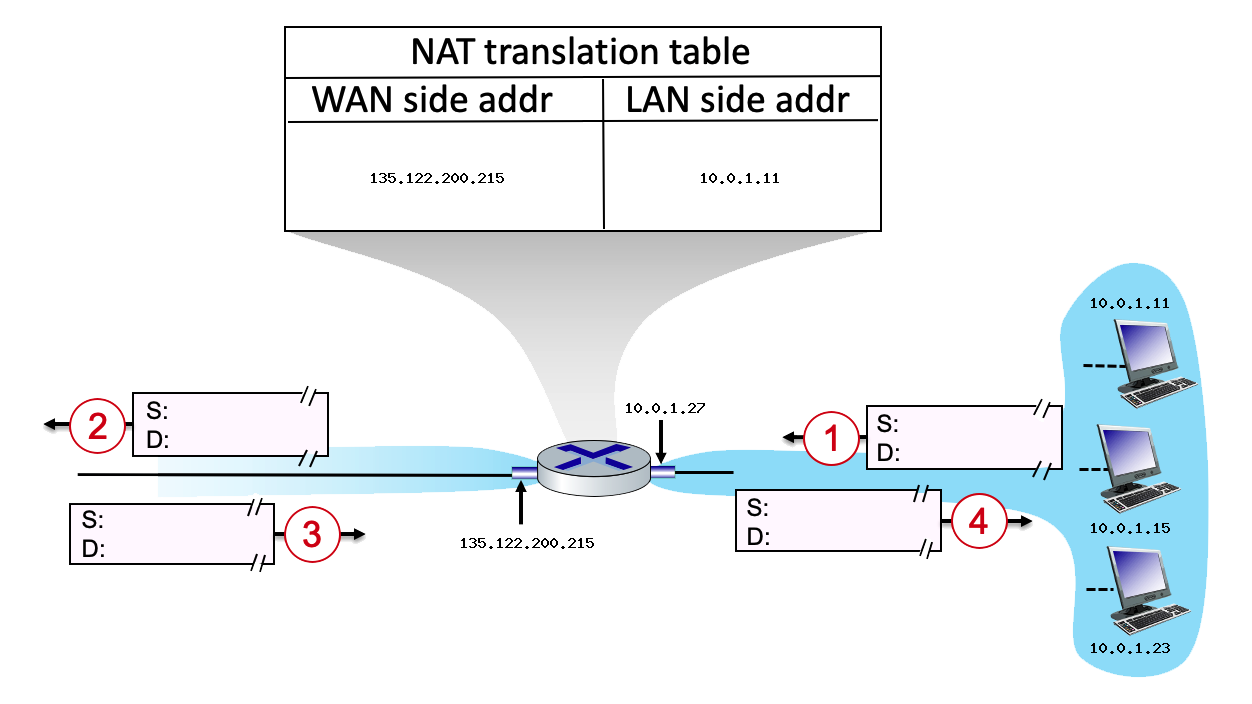 NAT translation table
WAN side addr LAN side addr
135.122.200.215 10.0.1.11
10.0.1.11
2
S:
D:
10.0.1.27
1
S:
D:
3
S:
D:
135.122.200.215
S:
D:
4
10.0.1.15
10.0.1.23